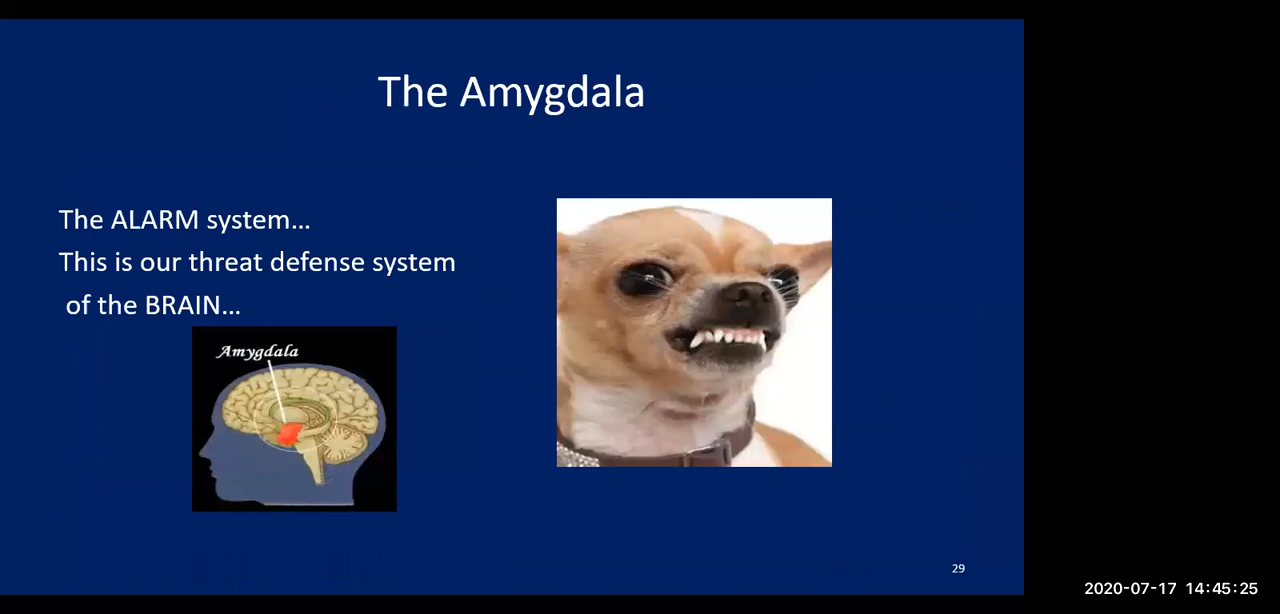 The Amygdala
The ALARM system...
This is our threat defense system
of the BRAIN...
Amygdala
29
2020-07-17 14:45:25